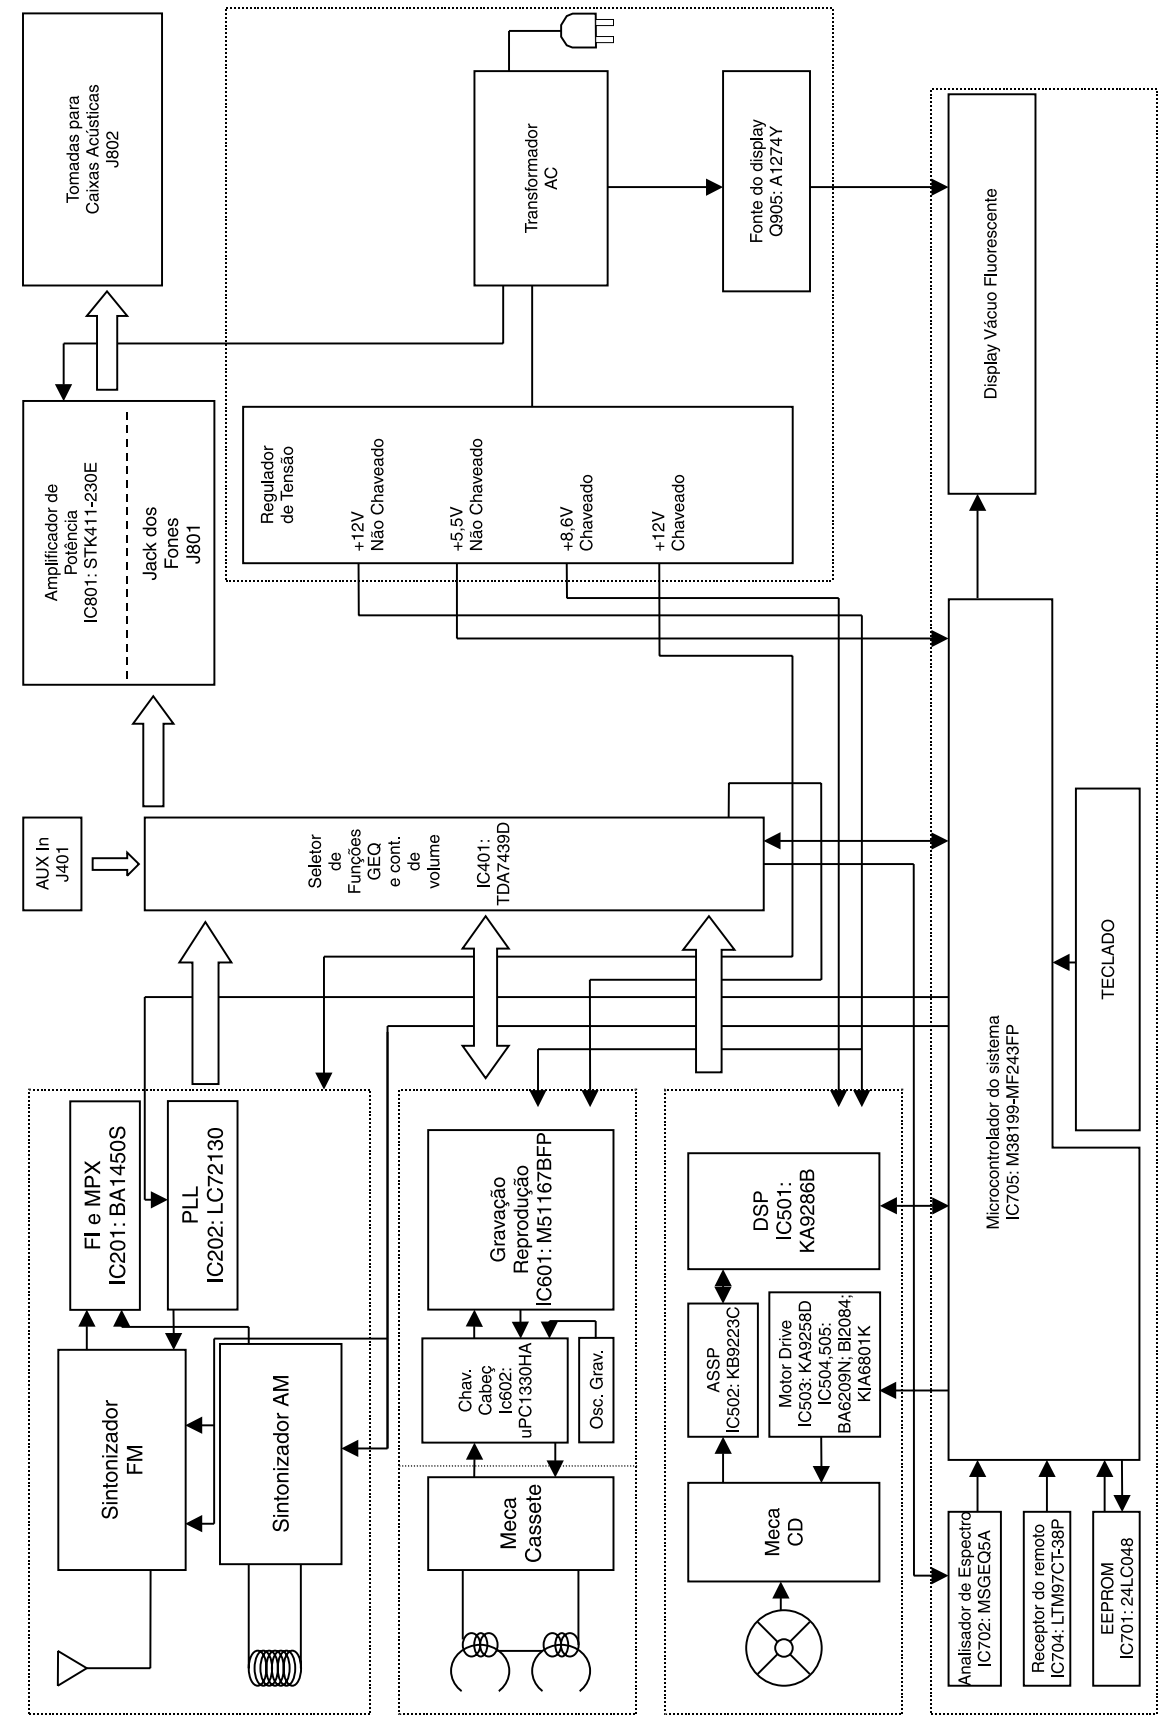 Tomadas para
Caixas Acústicas
J802
Transformador
AC
Fonte do display
Q905: A1274Y
Display Vácuo Fluorescente
Amplificador de
Potência
IC801: STK411-230E
Jack dos
Fones
J801
Regulador
de Tensão
+12V
Não Chaveado
+5,5V
Não Chaveado
+8,6V
Chaveado
+12V
Chaveado
AUX In
J401
Seletor
de
Funções
GEQ
e cont.
de
volume
IC401:
TDA7439D
TECLADO
Microcontrolador do sistema
IC705: M38199-MF243FP
FI e MPX
IC201: BA1450S
PLL
IC202: LC72130
Gravação
Reprodução
IC601: M51167BFP
DSP
IC501:
KA9286B
Sintonizador
FM
Sintonizador AM
Chav.
Cabeç
Ic602:
uPC1330HA
Osc. Grav.
ASSP
IC502: KB9223C
Motor Drive
IC503: KA9258D
IC504,505:
BA6209N; BI2084;
KIA6801K
Meca
Cassete
Meca
CD
Analisador de Espectro
IC702: MSGEQ5A
Receptor do remoto
IC704: LTM97CT-38P
EEPROM
IC701: 24LC048